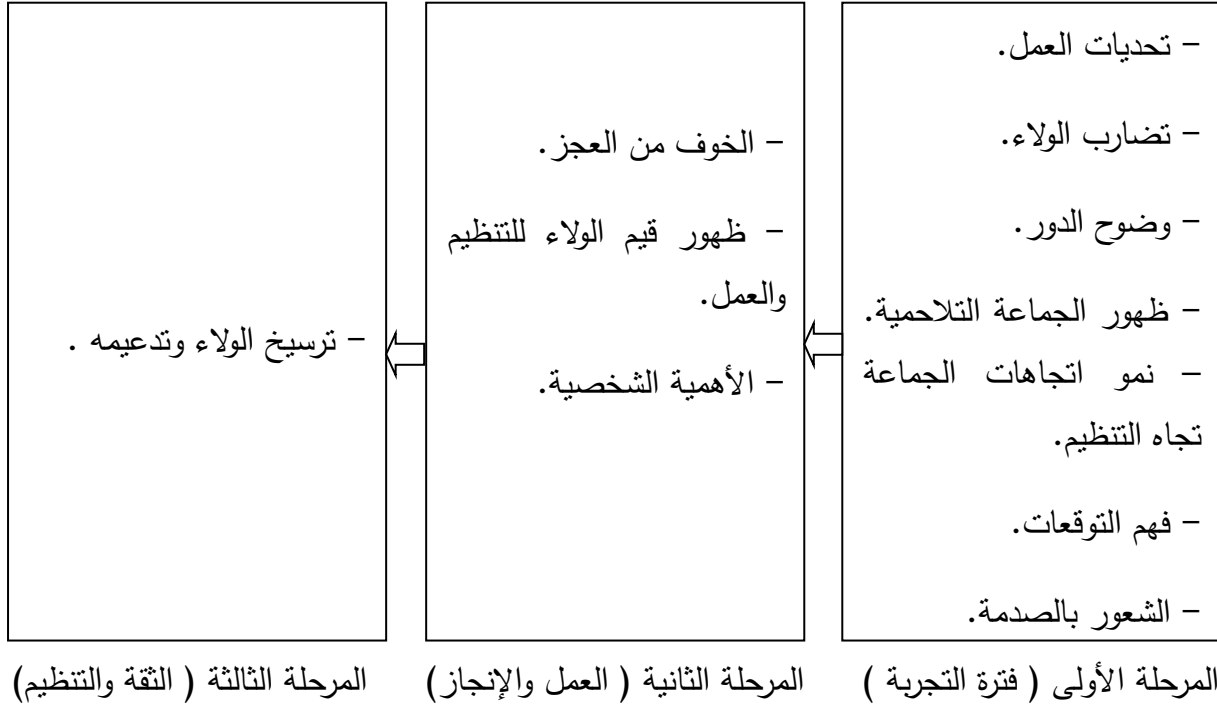 – تحديات العمل.
– تضارب الولاء.
– وضوح الدور.
– ظهور الجماعة التلاحمية.
– نمو اتجاهات الجماعة
تجاه التنظيم.
– فهم التوقعات.
– الشعور بالصدمة.
المرحلة الأولى ( فترة التجربة )
– الخوف من العجز.
– ظهور قيم الولاء للتنظيم
والعمل.
– الأهمية الشخصية.
المرحلة الثانية ( العمل والإنجاز)
– ترسيخ الولاء وتدعيمه .
المرحلة الثالثة ( الثقة والتنظيم)